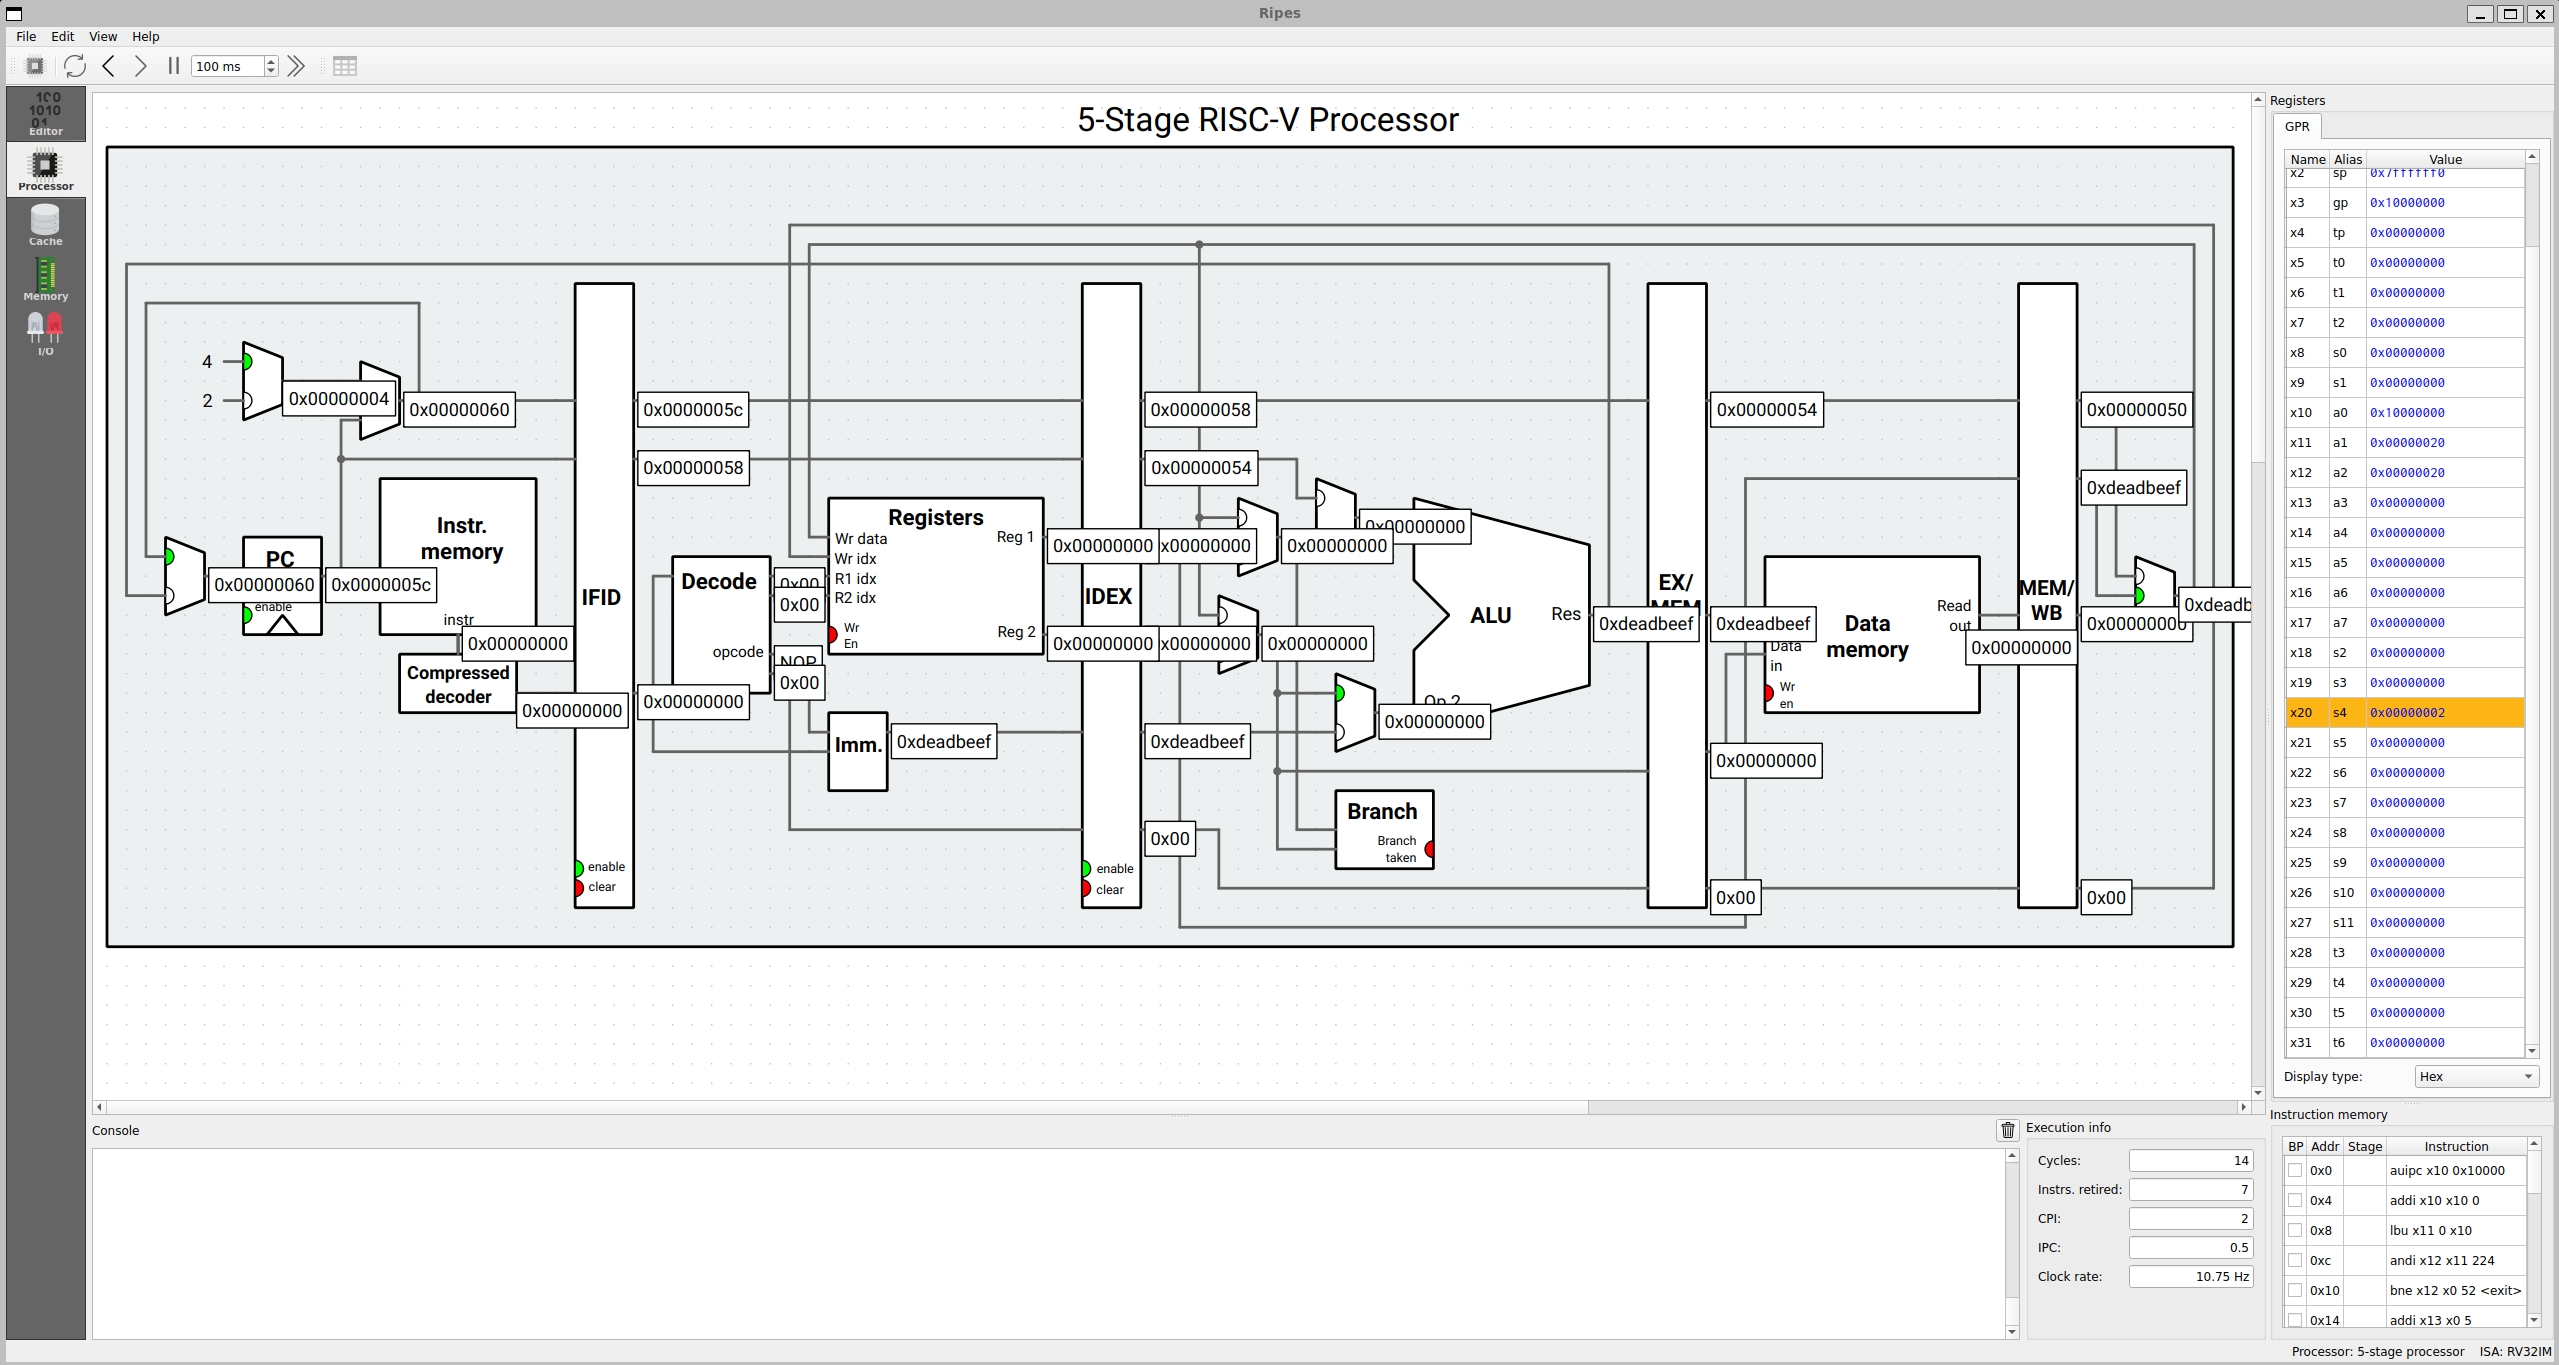 Ripes
File Edit View Help
100 ms
Editor
Processor
Cache
Memory
I/O
5-Stage RISC-V Processor
4
2
0x00000004
0x00000060
0x0000005c
0x00000058
0x00000058
0x00000054
0x00000054
0x00000050
0xdeadbeef
PC
enable
0x00000060
0x0000005c
Instr.
memory
instr
0x00000000
Compressed
decoder
0x00000000
IFID
enable
clear
0x00000000
Decode
opcode
0x00
0x00
NOP
0x00
Registers
Wr data
Wr idx
R1 idx
R2 idx
Wr
En
Reg 1
Reg 2
0x00000000
0x00000000
Imm.
0xdeadbeef
IDEX
enable
clear
x00000000
x00000000
0x00000000
0x00000000
0x00000000
0xdeadbeef
0x00
0x00000000
Op 2
ALU
Res
0xdeadbeef
Branch
Branch
taken
EX/
MEM
0xdeadbeef
0x00000000
0x00
Data
memory
Data
in
Wr
en
Read
out
0x00000000
MEM/
WB
0x00000000
0xdeadb
0x00
Registers
GPR
Name Alias Value
x2 sp 0x7ffffff0
x3 gp 0x10000000
x4 tp 0x00000000
x5 t0 0x00000000
x6 t1 0x00000000
x7 t2 0x00000000
x8 s0 0x00000000
x9 s1 0x00000000
x10 a0 0x10000000
x11 a1 0x00000020
x12 a2 0x00000020
x13 a3 0x00000000
x14 a4 0x00000000
x15 a5 0x00000000
x16 a6 0x00000000
x17 a7 0x00000000
x18 s2 0x00000000
x19 s3 0x00000000
x20 s4 0x00000002
x21 s5 0x00000000
x22 s6 0x00000000
x23 s7 0x00000000
x24 s8 0x00000000
x25 s9 0x00000000
x26 s10 0x00000000
x27 s11 0x00000000
x28 t3 0x00000000
x29 t4 0x00000000
x30 t5 0x00000000
x31 t6 0x00000000
Display type: Hex
Console
Execution info
Cycles: 14
Instrs. retired: 7
CPI: 2
IPC: 0.5
Clock rate: 10.75 Hz
Instruction memory
BP Addr Stage Instruction
0x0 auipc x10 0x10000
0x4 addi x10 x10 0
0x8 lbu x11 0 x10
0xc andi x12 x11 224
0x10 bne x12 x0 52 <exit>
0x14 addi x13 x0 5
Processor: 5-stage processor ISA: RV32IM